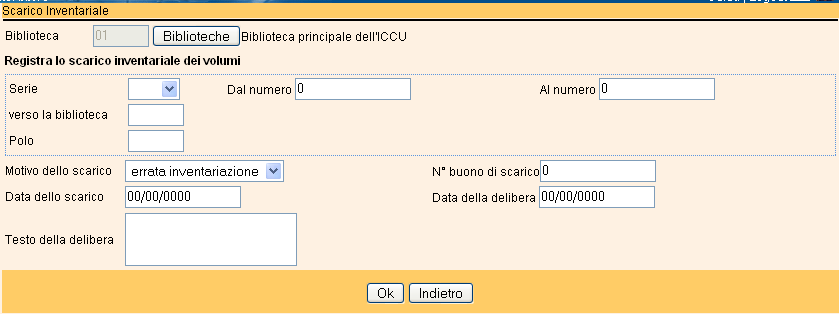 Scarico Inventariale
Biblioteca 01 Biblioteche Biblioteca principale dell'ICCU
Registra lo scarico inventariale dei volumi
Serie Dal numero 0 Al numero 0
verso la biblioteca
Polo
Motivo dello scarico errata inventariazione N° buono di scarico 0
Data dello scarico 00/00/0000 Data della delibera 00/00/0000
Testo della delibera
Ok Indietro